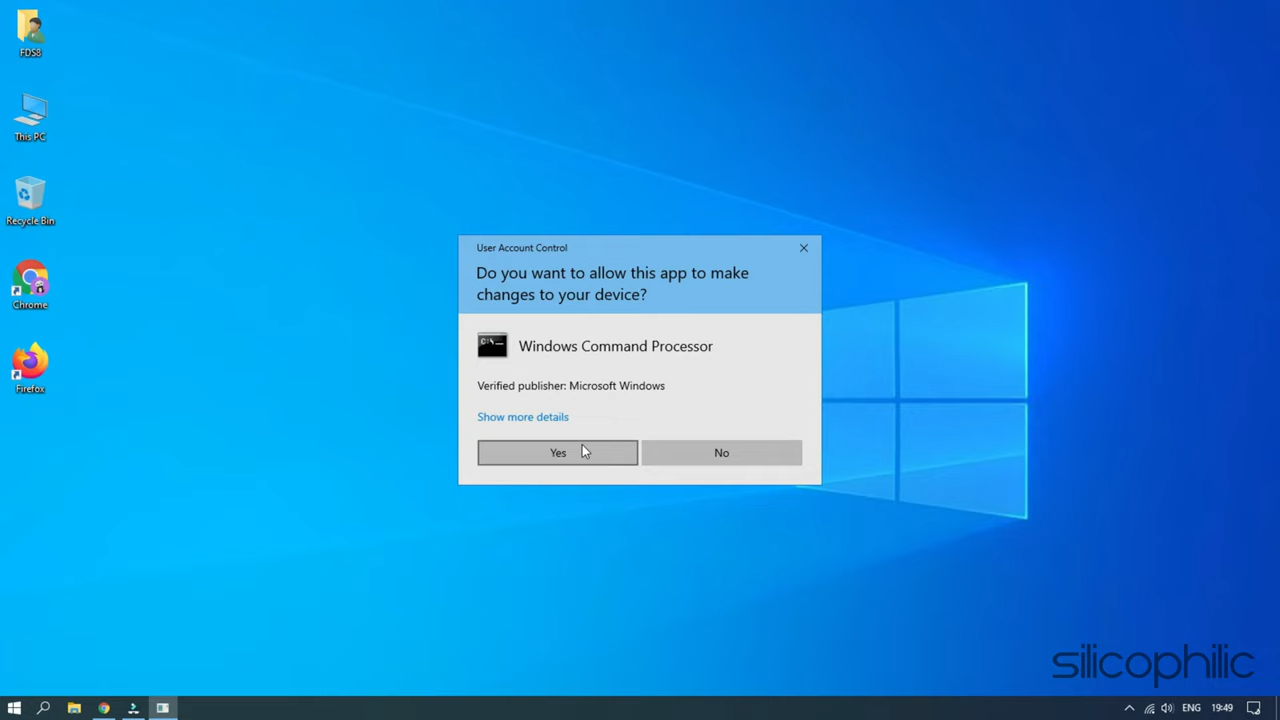 FDS8
This PC
Recycle Bin
Chrome
Firefox
User Account Control
Do you want to allow this app to make
changes to your device?
C:\_
Windows Command Processor
Verified publisher: Microsoft Windows
Show more details
Yes
No
silicophilic
ENG
19:49